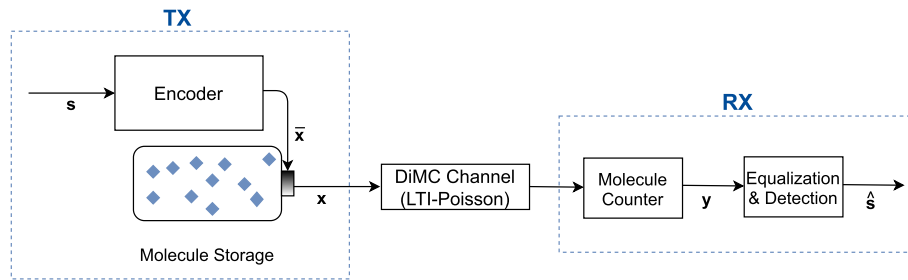 TX
s
Encoder
x̅
Molecule Storage
x
DiMC Channel
(LTI-Poisson)
RX
Molecule
Counter
y
Equalization
& Detection
ŝ